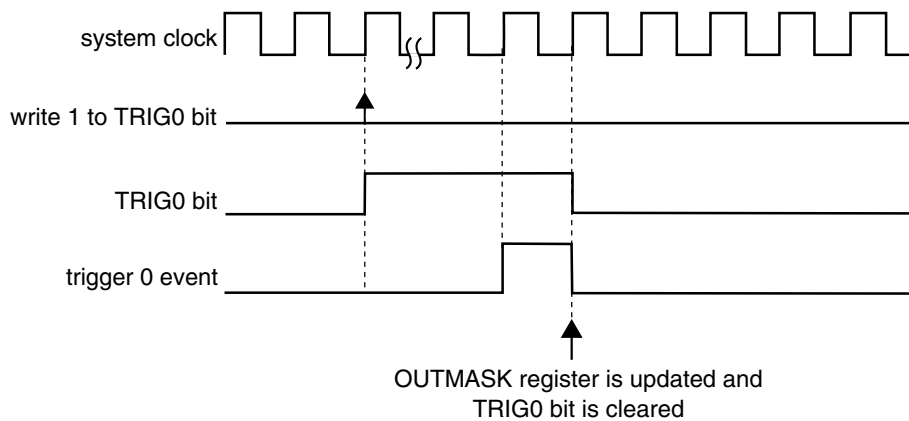 system clock
write 1 to TRIG0 bit
TRIG0 bit
trigger 0 event
OUTMASK register is updated and
TRIG0 bit is cleared